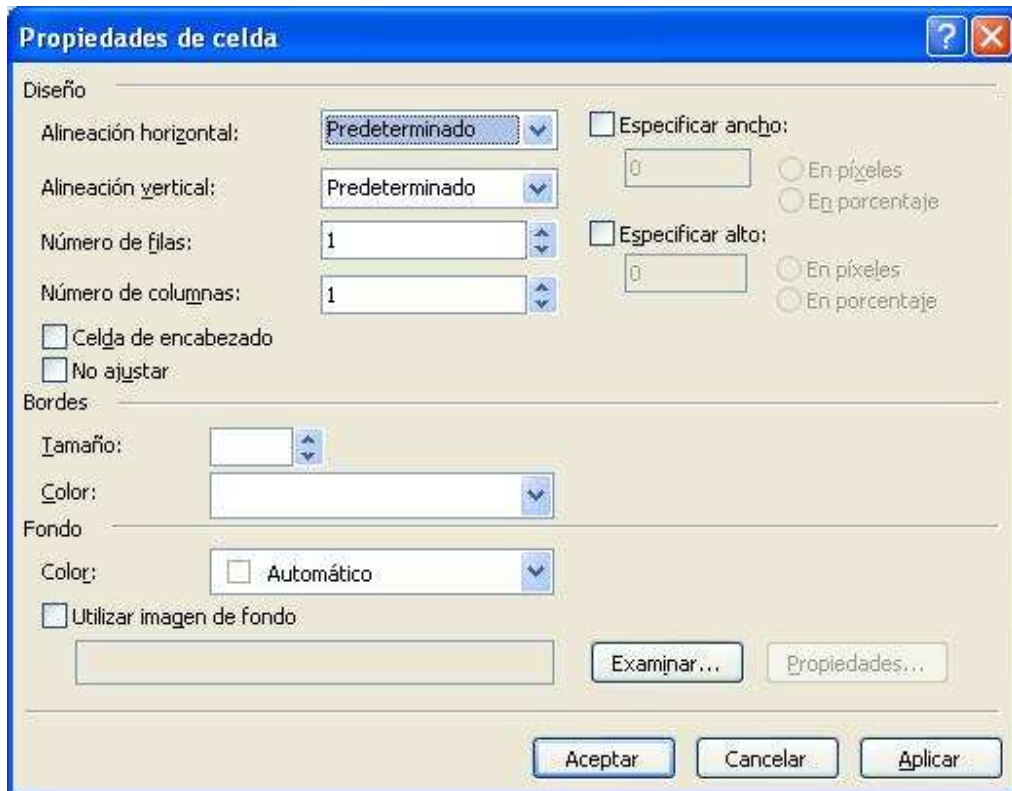 Propiedades de celda
Diseño
Alineación horizontal: Predeterminado
Especificar ancho:
0
En píxeles
En porcentaje
Alineación vertical: Predeterminado
Número de filas: 1
Especificar alto:
0
En píxeles
En porcentaje
Número de columnas: 1
Celda de encabezado
No ajustar
Bordes
Tamaño:
Color:
Fondo
Color: Automático
Utilizar imagen de fondo
Examinar... Propiedades...
Aceptar Cancelar Aplicar